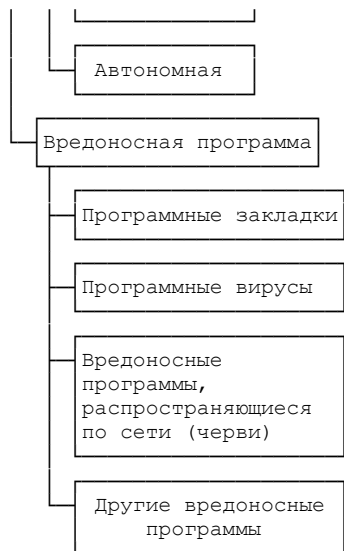 Автономная
Вредоносная программа
Программные закладки
Программные вирусы
Вредоносные
программы,
распространяющиеся
по сети (черви)
Другие вредоносные
программы